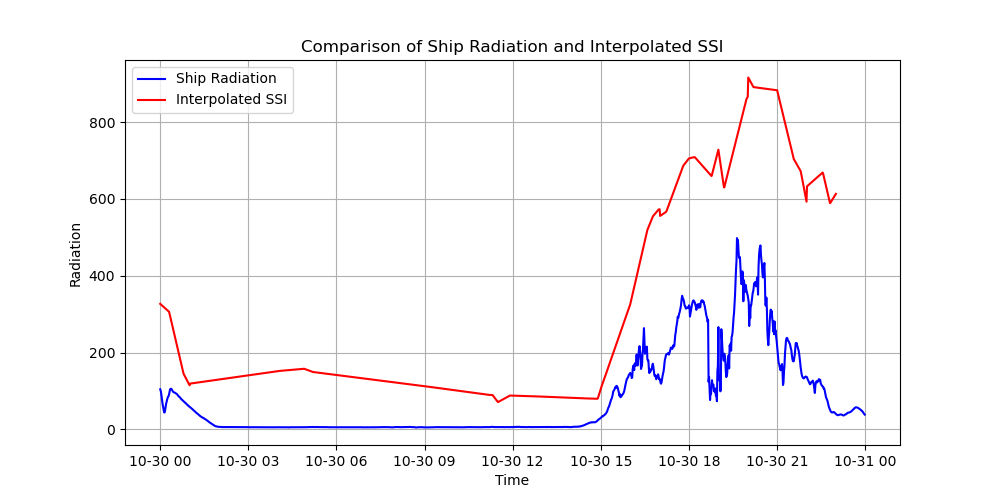 Comparison of Ship Radiation and Interpolated SSI
Ship Radiation
Interpolated SSI
Radiation
800
600
400
200
0
10-30 00 10-30 03 10-30 06 10-30 09 10-30 12 10-30 15 10-30 18 10-30 21 10-31 00
Time